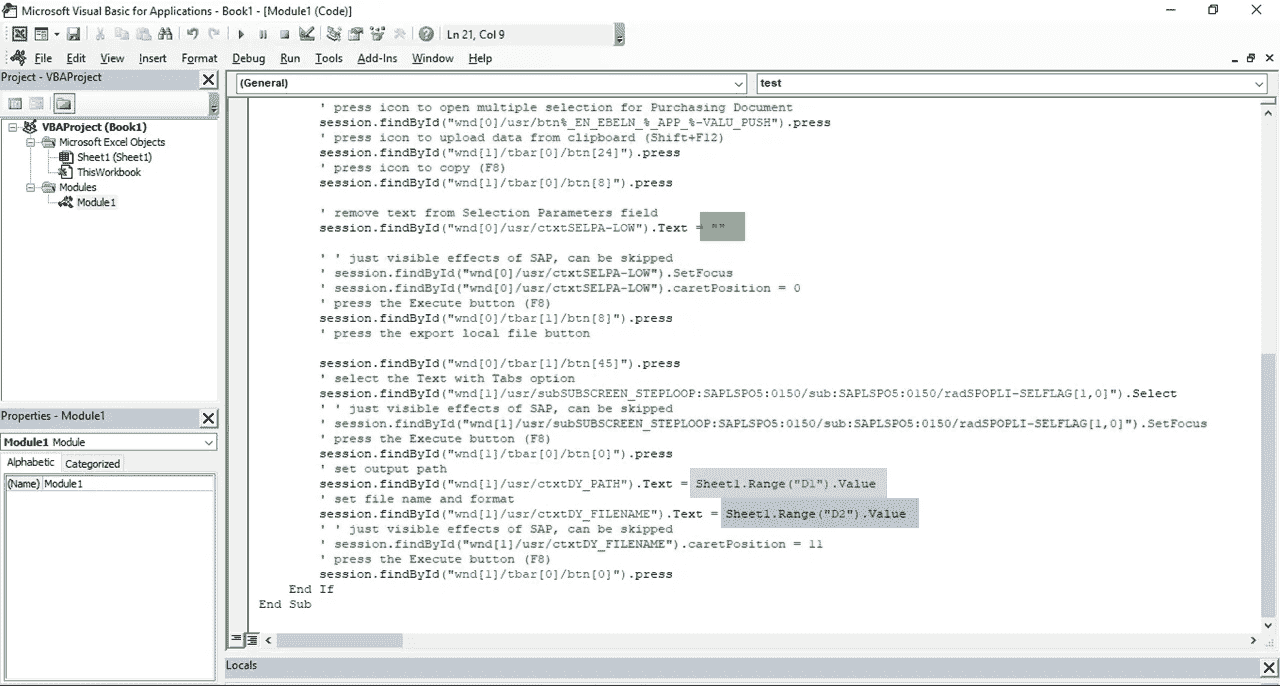 Microsoft Visual Basic for Applications - Book1 - [Module1 (Code)]
Ln 21, Col 9
File Edit View Insert Format Debug Run Tools Add-Ins Window Help
Project - VBAProject
VBAProject (Book1)
Microsoft Excel Objects
Sheet1 (Sheet1)
ThisWorkbook
Modules
Module1
Properties - Module1
Module1 Module
Alphabetic Categorized
(Name) Module1
(General) test
' press icon to open multiple selection for Purchasing Document
session.findById("wnd[0]/usr/btn%_EN_EBELN_%_APP_%-VALU_PUSH").press
' press icon to upload data from clipboard (Shift+F12)
session.findById("wnd[1]/tbar[0]/btn[24]").press
' press icon to copy (F8)
session.findById("wnd[1]/tbar[0]/btn[8]").press
' remove text from Selection Parameters field
session.findById("wnd[0]/usr/ctxtSELPA-LOW").Text = ""
' ' just visible effects of SAP, can be skipped
' session.findById("wnd[0]/usr/ctxtSELPA-LOW").SetFocus
' session.findById("wnd[0]/usr/ctxtSELPA-LOW").caretPosition = 0
' press the Execute button (F8)
session.findById("wnd[0]/tbar[1]/btn[8]").press
' press the export local file button
session.findById("wnd[0]/tbar[1]/btn[45]").press
' select the Text with Tabs option
session.findById("wnd[1]/usr/subSUBSCREEN_STEPLOOP:SAPLSPO5:0150/sub:SAPLSPO5:0150/radSPOPLI-SELFLAG[1,0]").Select
' ' just visible effects of SAP, can be skipped
' session.findById("wnd[1]/usr/subSUBSCREEN_STEPLOOP:SAPLSPO5:0150/sub:SAPLSPO5:0150/radSPOPLI-SELFLAG[1,0]").SetFocus
' press the Execute button (F8)
session.findById("wnd[1]/tbar[0]/btn[0]").press
' set output path
session.findById("wnd[1]/usr/ctxtDY_PATH").Text = Sheet1.Range("D1").Value
' set file name and format
session.findById("wnd[1]/usr/ctxtDY_FILENAME").Text = Sheet1.Range("D2").Value
' ' just visible effects of SAP, can be skipped
' session.findById("wnd[1]/usr/ctxtDY_FILENAME").caretPosition = 11
' press the Execute button (F8)
session.findById("wnd[1]/tbar[0]/btn[0]").press
End If
End Sub
Locals